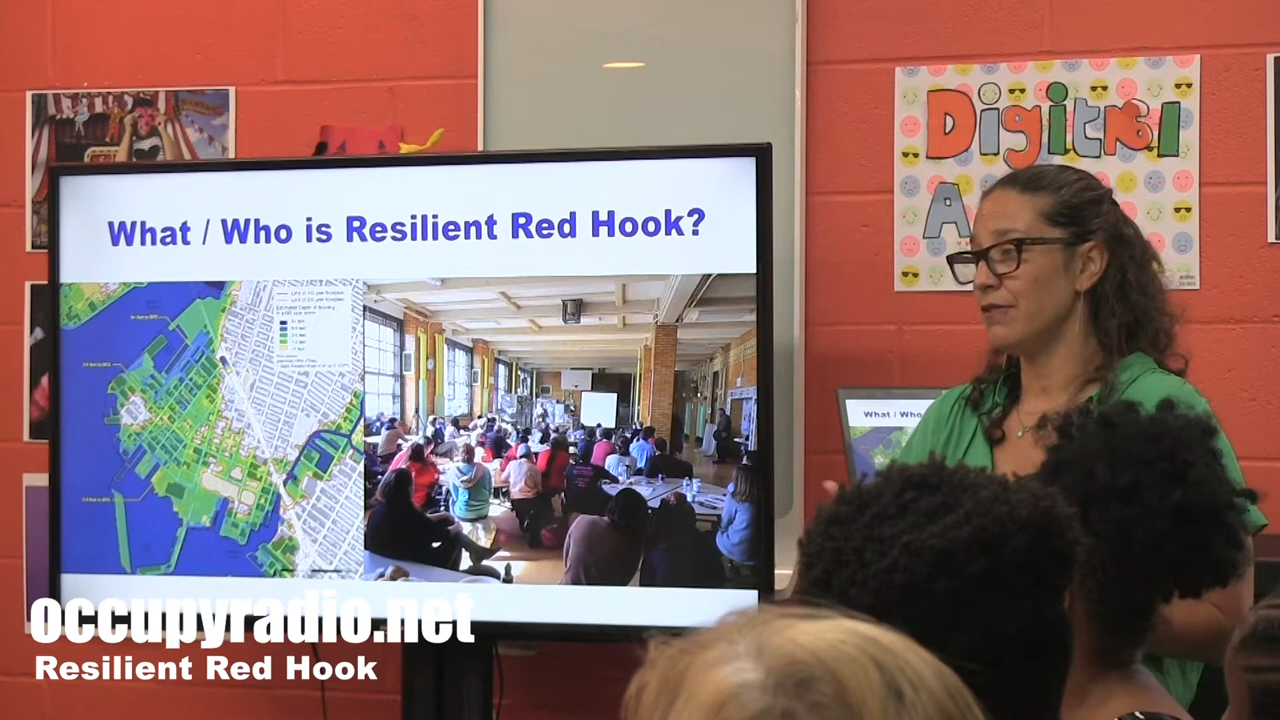 What / Who is Resilient Red Hook?
Digital
A
What / Who
occupyradio.net
Resilient Red Hook